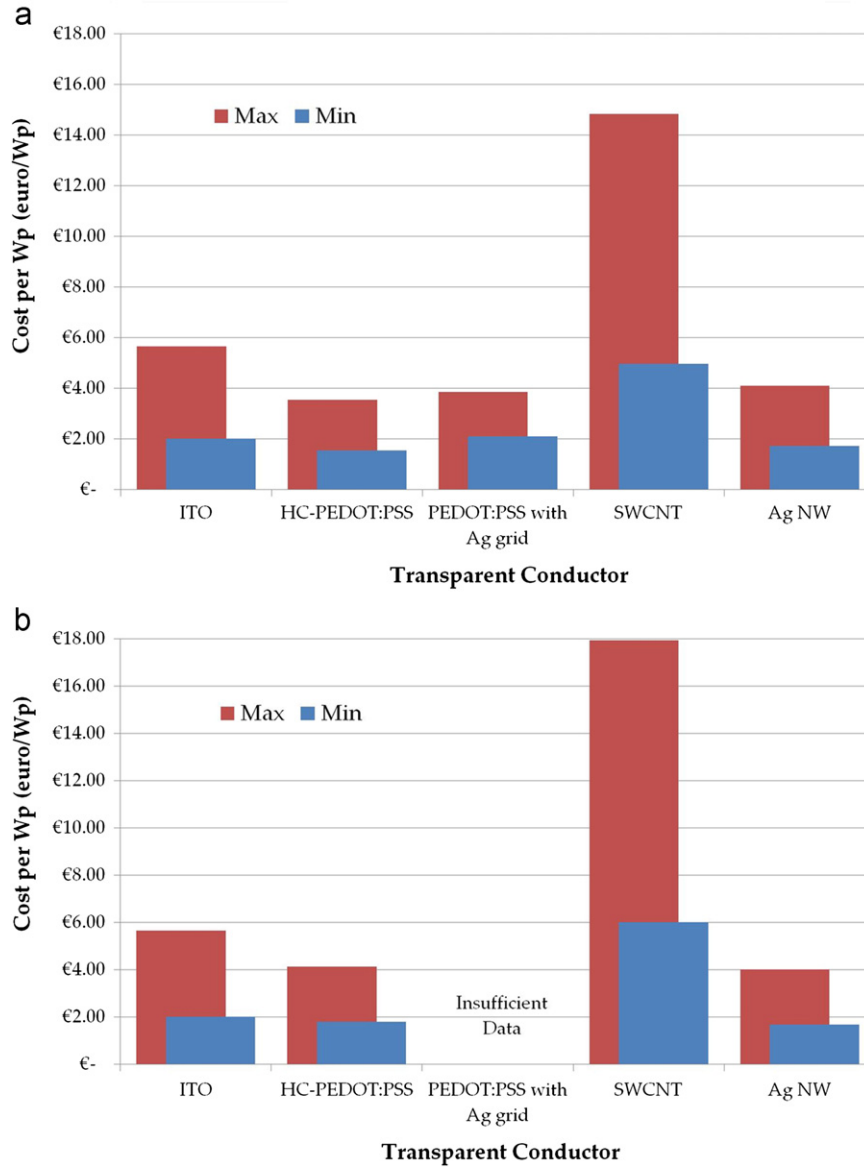 a
€18.00
€16.00
€14.00
€12.00
€10.00
€8.00
€6.00
€4.00
€2.00
€-
Cost per Wp (euro/Wp)
Max Min
ITO HC-PEDOT:PSS PEDOT:PSS with SWCNT Ag NW
Ag grid
Transparent Conductor
b
€18.00
€16.00
€14.00
€12.00
€10.00
€8.00
€6.00
€4.00
€2.00
€-
Cost per Wp (euro/Wp)
Max Min
Insufficient
Data
ITO HC-PEDOT:PSS PEDOT:PSS with SWCNT Ag NW
Ag grid
Transparent Conductor